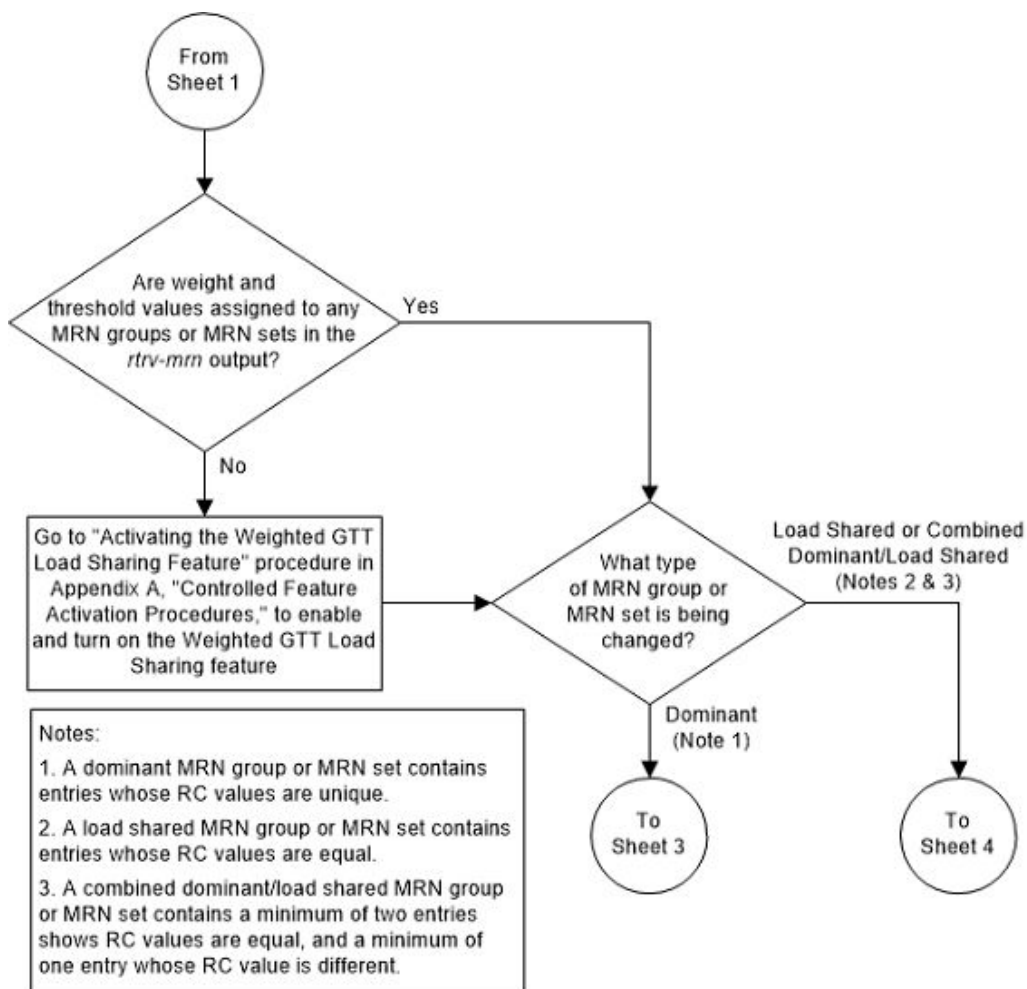 From
Sheet 1
Are weight and
threshold values assigned to any
MRN groups or MRN sets in the
rtrv-mrn output?
Yes
No
Go to "Activating the Weighted GTT
Load Sharing Feature" procedure in
Appendix A, "Controlled Feature
Activation Procedures," to enable
and turn on the Weighted GTT Load
Sharing feature
What type
of MRN group or
MRN set is being
changed?
Load Shared or Combined
Dominant/Load Shared
(Notes 2 & 3)
Dominant
(Note 1)
To
Sheet 3
To
Sheet 4
Notes:
1. A dominant MRN group or MRN set contains
entries whose RC values are unique.
2. A load shared MRN group or MRN set contains
entries whose RC values are equal.
3. A combined dominant/load shared MRN group
or MRN set contains a minimum of two entries
shows RC values are equal, and a minimum of
one entry whose RC value is different.